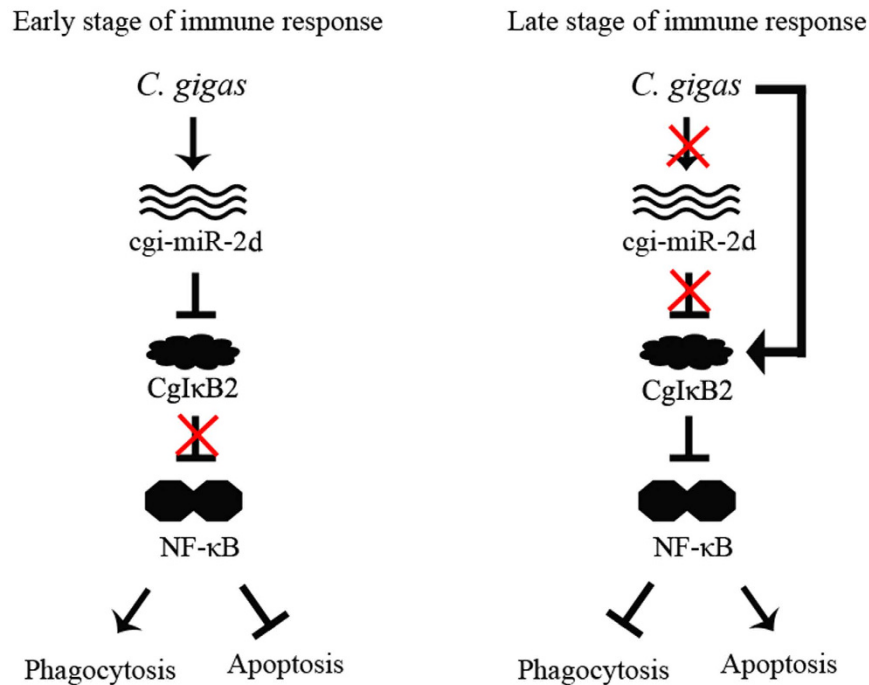 Early stage of immune response
C. gigas
cgi-miR-2d
CgIκB2
NF-κB
Phagocytosis
Apoptosis
Late stage of immune response
C. gigas
cgi-miR-2d
CgIκB2
NF-κB
Phagocytosis
Apoptosis